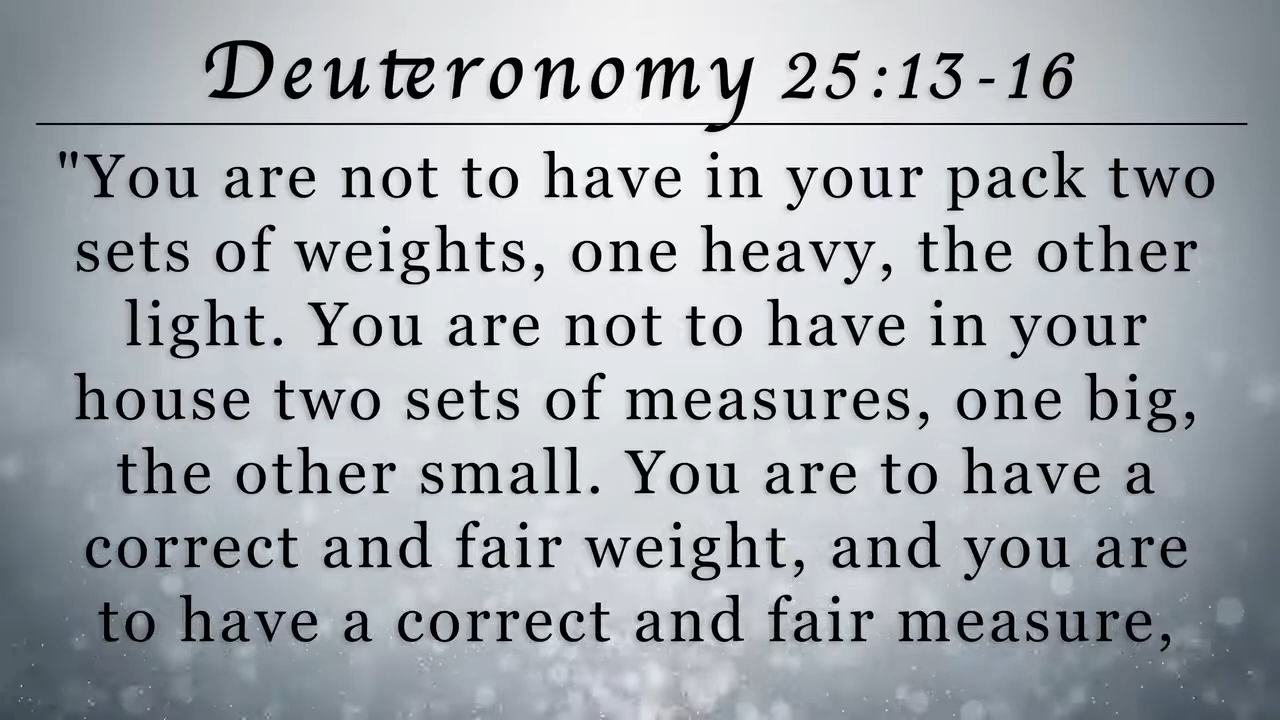 Deuteronomy 25:13-16
"You are not to have in your pack two
sets of weights, one heavy, the other
light. You are not to have in your
house two sets of measures, one big,
the other small. You are to have a
correct and fair weight, and you are
to have a correct and fair measure,